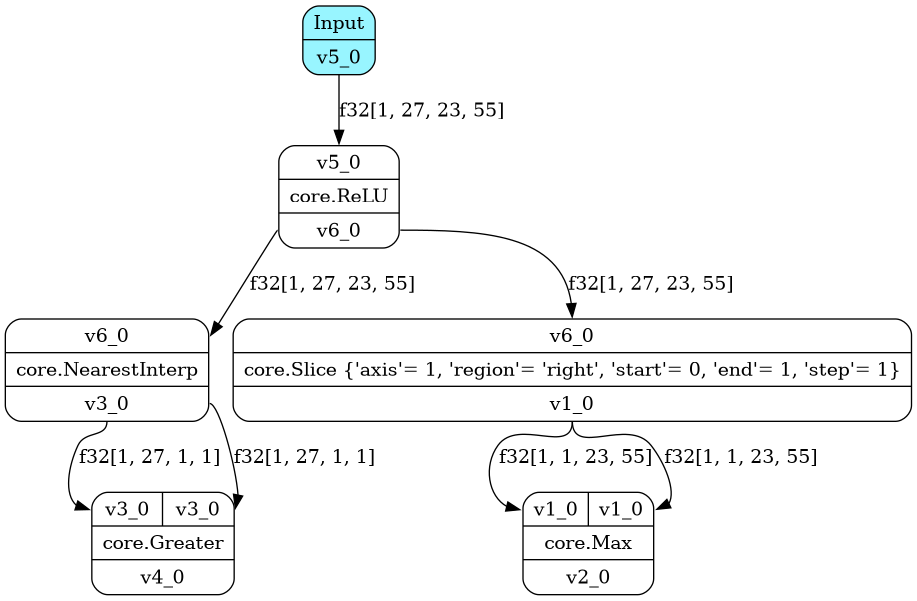 Input
v5_0
f32[1, 27, 23, 55]
v5_0
core.ReLU
v6_0
f32[1, 27, 23, 55]
f32[1, 27, 23, 55]
v6_0
core.NearestInterp
v3_0
v6_0
core.Slice {'axis'= 1, 'region'= 'right', 'start'= 0, 'end'= 1, 'step'= 1}
v1_0
f32[1, 27, 1, 1]
f32[1, 27, 1, 1]
f32[1, 1, 23, 55]
f32[1, 1, 23, 55]
v3_0
v3_0
core.Greater
v4_0
v1_0
v1_0
core.Max
v2_0